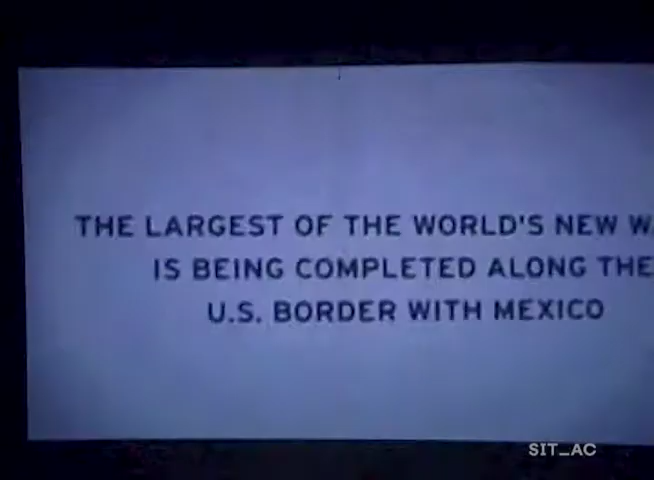 THE LARGEST OF THE WORLD'S NEW
IS BEING COMPLETED ALONG THE
U.S. BORDER WITH MEXICO
SIT_AC